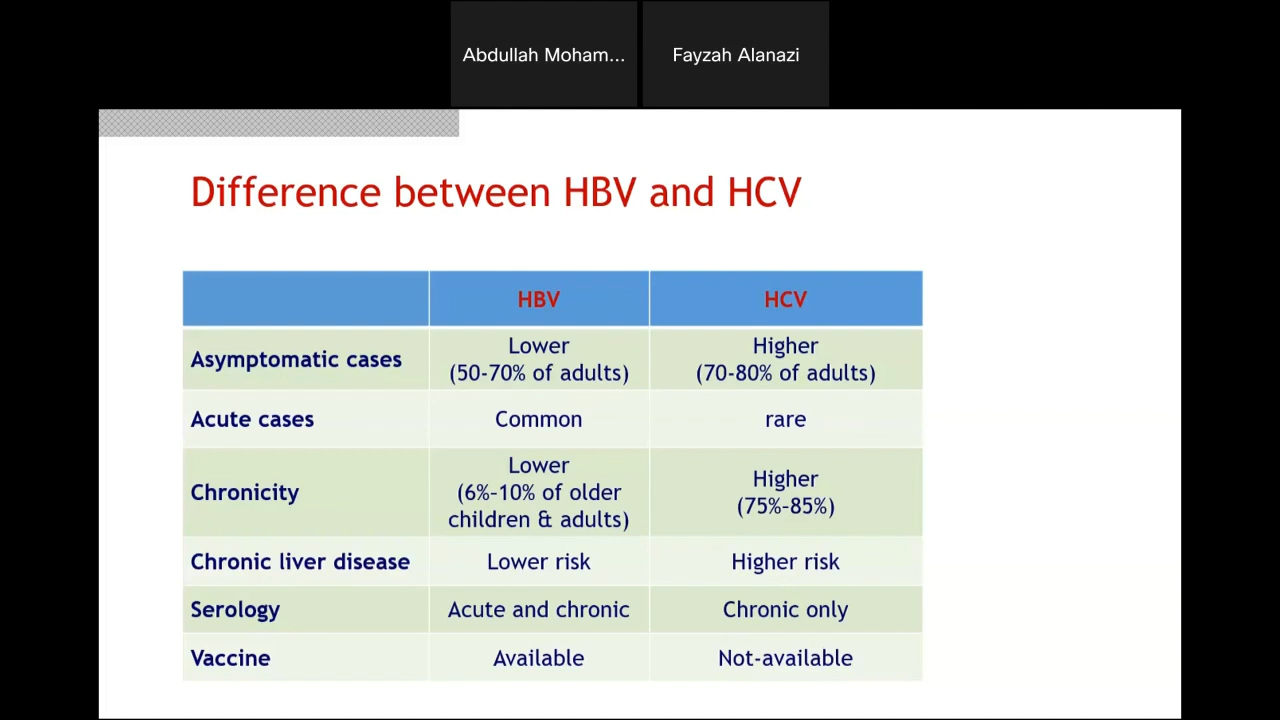 Abdullah Moham...
Fayzah Alanazi
Difference between HBV and HCV
HBV
HCV
Asymptomatic cases
Lower
(50-70% of adults)
Higher
(70-80% of adults)
Acute cases
Common
rare
Chronicity
Lower
(6%-10% of older
children & adults)
Higher
(75%-85%)
Chronic liver disease
Lower risk
Higher risk
Serology
Acute and chronic
Chronic only
Vaccine
Available
Not-available